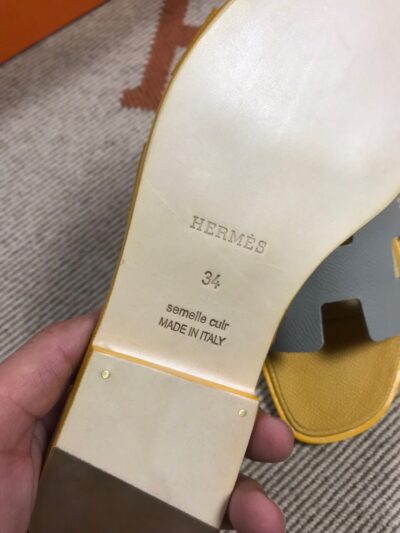 HERMÈS
34
semelle cuir
MADE IN ITALY